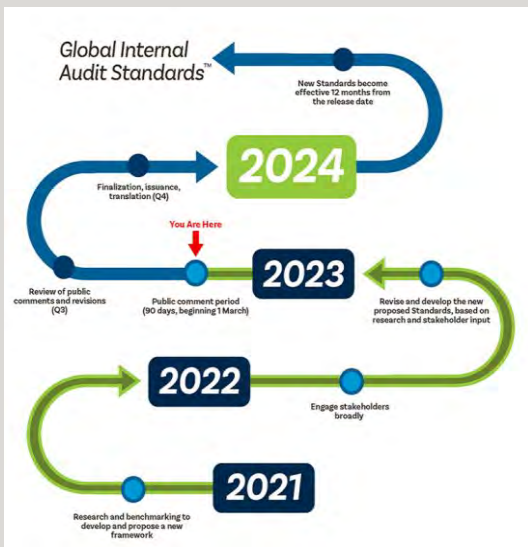 Global Internal
Audit Standards™
New Standards become
effective 12 months from
the release date
2024
Finalization, issuance,
translation (Q4)
You Are Here
2023
Review of public
comments and revisions
(Q3)
Public comment period
(90 days, beginning 1 March)
Revise and develop the new
proposed Standards, based on
research and stakeholder input
2022
Engage stakeholders
broadly
2021
Research and benchmarking to
develop and propose a new
framework